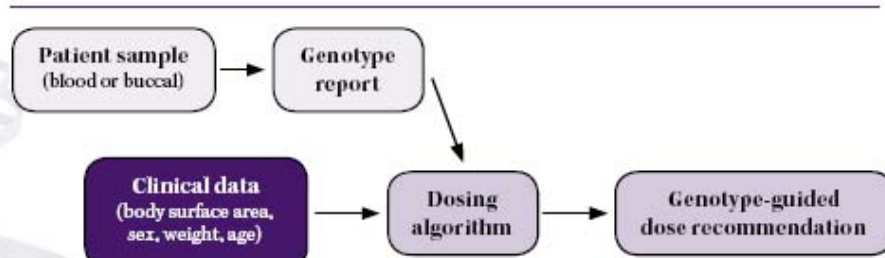 Patient sample
(blood or buccal)
Genotype
report
Clinical data
(body surface area,
sex, weight, age)
Dosing
algorithm
Genotype-guided
dose recommendation